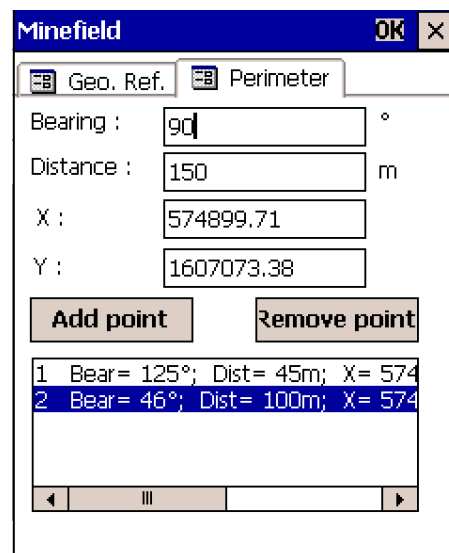 Minefield OK
Geo. Ref. Perimeter
Bearing : 90 °
Distance : 150 m
X : 574899.71
Y : 1607073.38
Add point Remove point
1 Bear= 125°; Dist= 45m; X= 574
2 Bear= 46°; Dist= 100m; X= 574